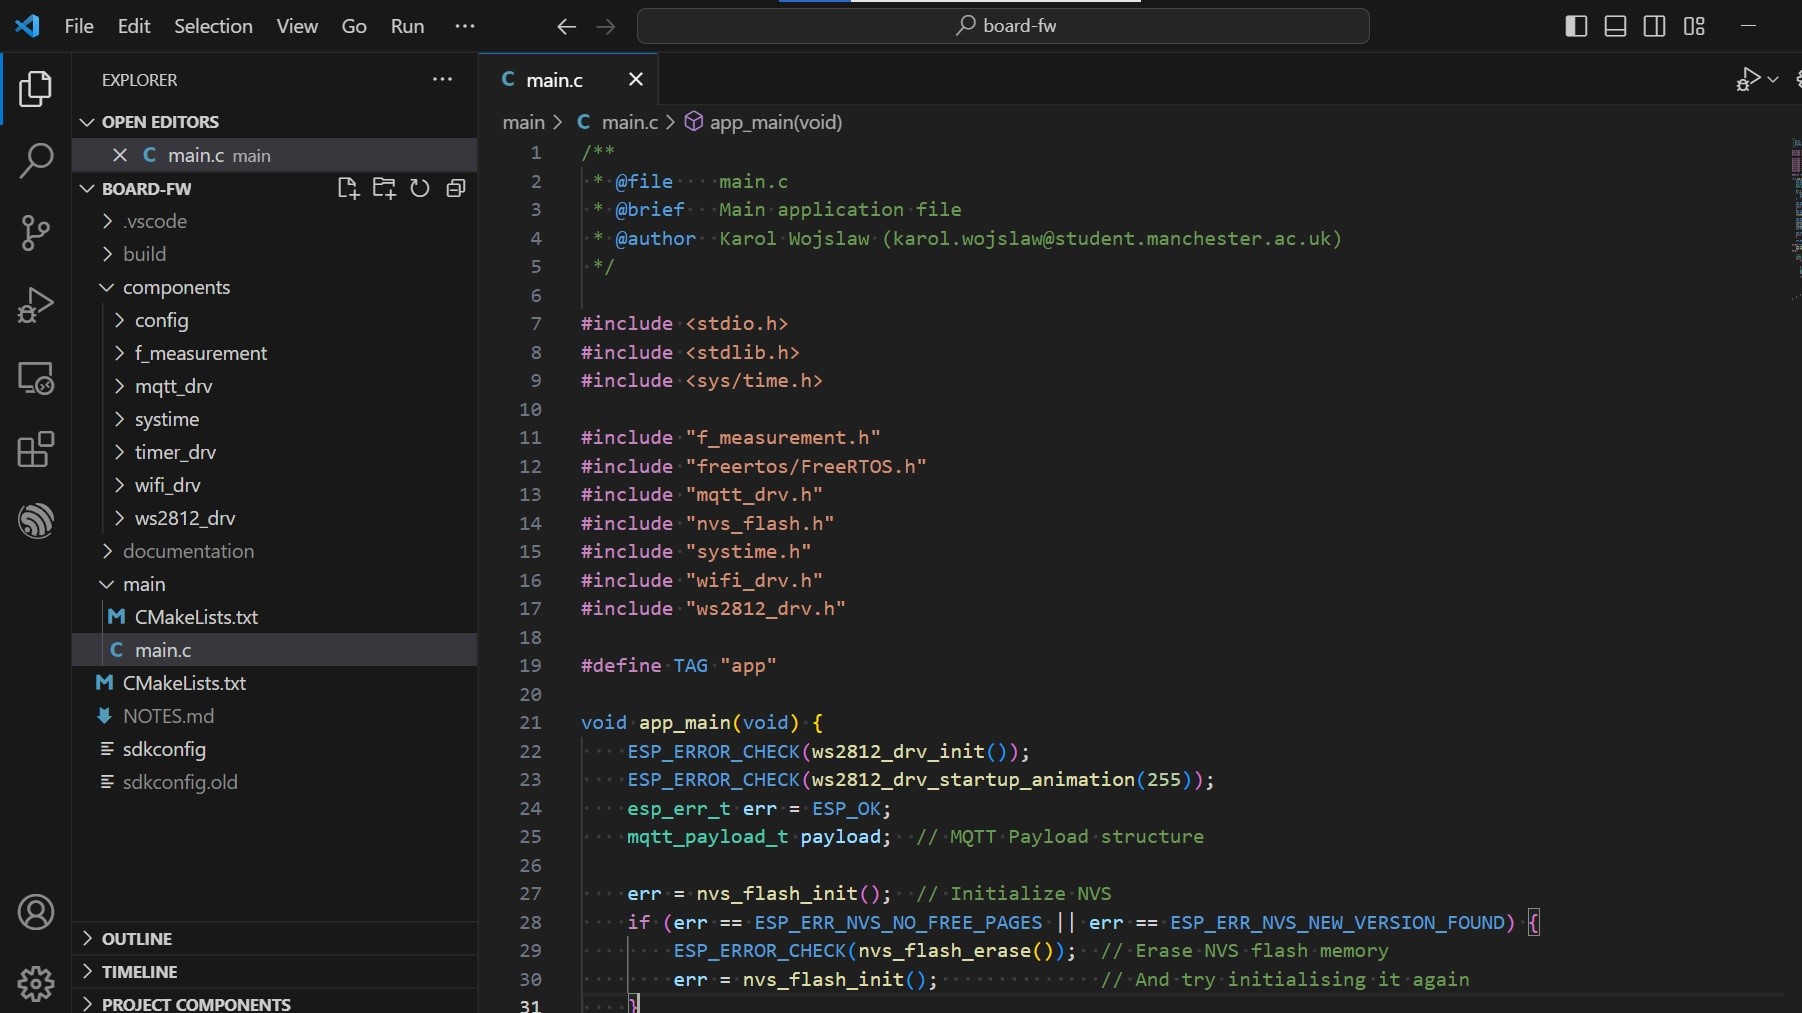 File Edit Selection View Go Run ···
board-fw
EXPLORER
OPEN EDITORS
main.c main
BOARD-FW
.vscode
build
components
config
f_measurement
mqtt_drv
systime
timer_drv
wifi_drv
ws2812_drv
documentation
main
CMakeLists.txt
main.c
CMakeLists.txt
NOTES.md
sdkconfig
sdkconfig.old
OUTLINE
TIMELINE
PROJECT COMPONENTS
C main.c
main > C main.c > app_main(void)
1 /**
2  * @file    main.c
3  * @brief   Main application file
4  * @author  Karol Wojslaw (karol.wojslaw@student.manchester.ac.uk)
5  */
6
7 #include <stdio.h>
8 #include <stdlib.h>
9 #include <sys/time.h>
10
11 #include "f_measurement.h"
12 #include "freertos/FreeRTOS.h"
13 #include "mqtt_drv.h"
14 #include "nvs_flash.h"
15 #include "systime.h"
16 #include "wifi_drv.h"
17 #include "ws2812_drv.h"
18
19 #define TAG "app"
20
21 void app_main(void) {
22     ESP_ERROR_CHECK(ws2812_drv_init());
23     ESP_ERROR_CHECK(ws2812_drv_startup_animation(255));
24     esp_err_t err = ESP_OK;
25     mqtt_payload_t payload;  // MQTT Payload structure
26
27     err = nvs_flash_init();  // Initialize NVS
28     if (err == ESP_ERR_NVS_NO_FREE_PAGES || err == ESP_ERR_NVS_NEW_VERSION_FOUND) {
29         ESP_ERROR_CHECK(nvs_flash_erase());  // Erase NVS flash memory
30         err = nvs_flash_init();              // And try initialising it again
31     }